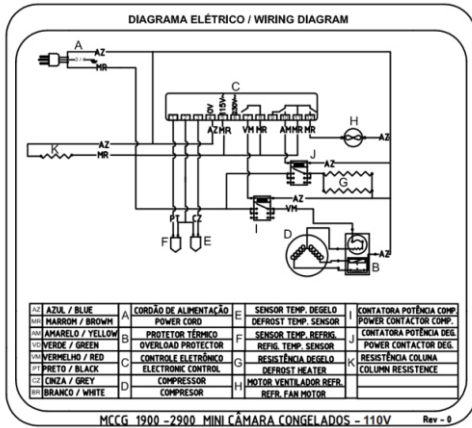 DIAGRAMA ELÉTRICO / WIRING DIAGRAM
A
AZ
MR
C
0V
115V
230V
H
AZ MR VM MR AM MR MR
AZ
AZ
K
MR
J
AZ
G
AZ
VM
I
PT CZ
F E
D
AZ
B
AZ AZUL / BLUE
MR MARROM / BROWM
AM AMARELO / YELLOW
VD VERDE / GREEN
VM VERMELHO / RED
PT PRETO / BLACK
CZ CINZA / GREY
BR BRANCO / WHITE
A CORDÃO DE ALIMENTAÇÃO
POWER CORD
B PROTETOR TÉRMICO
OVERLOAD PROTECTOR
C CONTROLE ELETRÔNICO
ELECTRONIC CONTROL
D COMPRESSOR
COMPRESOR
E SENSOR TEMP. DEGELO
DEFROST TEMP. SENSOR
F SENSOR TEMP. REFRIG.
REFIG. TEMP. SENSOR
G RESISTÊNCIA DEGELO
DEFROST HEATER
H MOTOR VENTILADOR REFR.
REFR. FAN MOTOR
I CONTATORA POTÊNCIA COMP.
POWER CONTACTOR COMP.
J CONTATORA POTÊNCIA DEG.
POWER CONTACTOR DEG.
K RESISTÊNCIA COLUNA
COLUMN RESISTENCE
MCCG 1900 -2900 MINI CÂMARA CONGELADOS - 110V
Rev - 0